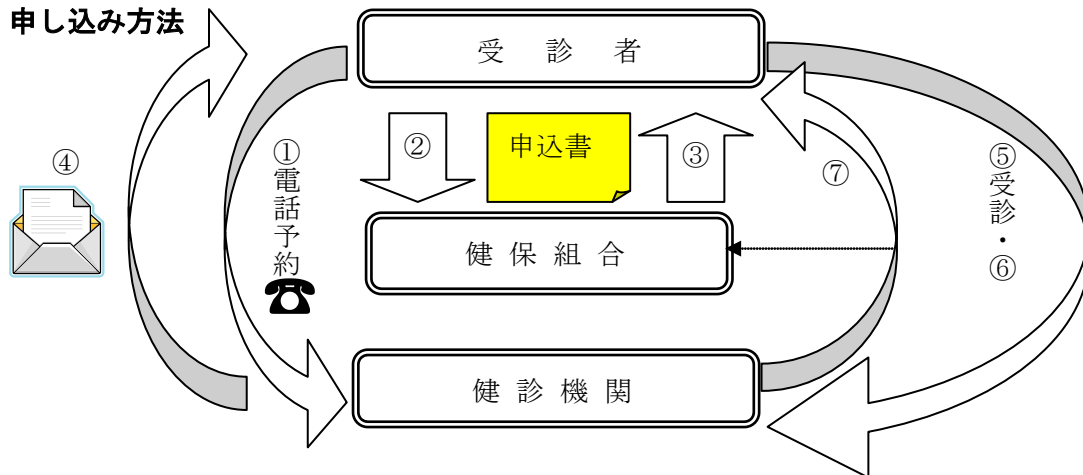 申し込み方法
受診者
②
申込書
③
④
①電話予約
⑦
⑤受診・⑥
健保組合
健診機関